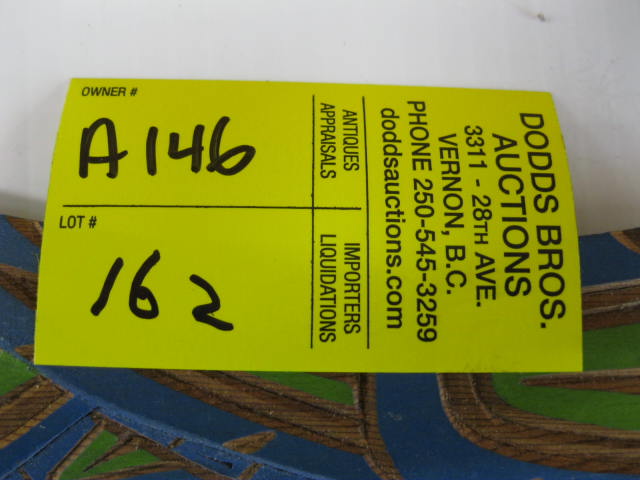 OWNER #
A146
LOT #
162
ANTIQUES
APPRAISALS
IMPORTERS
LIQUIDATIONS
DODDS BROS.
AUCTIONS
3311 - 28TH AVE.
VERNON, B.C.
PHONE 250-545-3259
doddsauctions.com